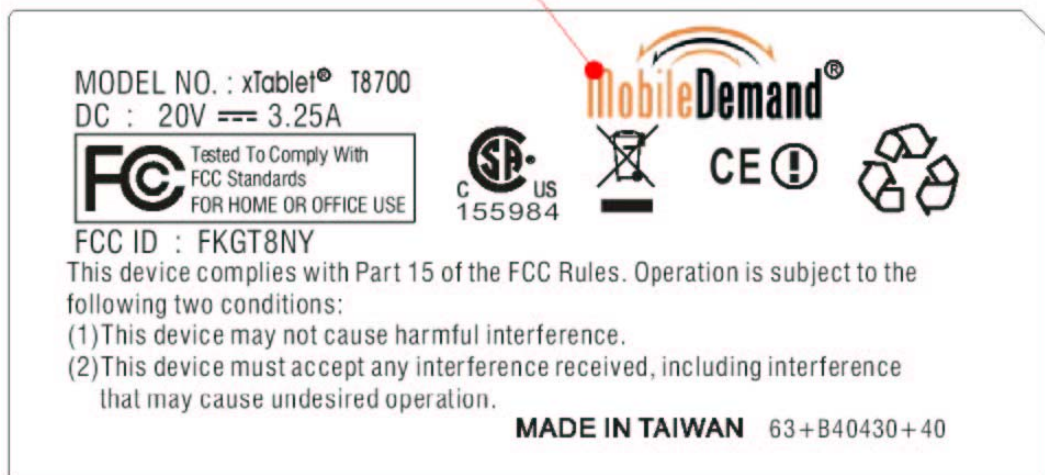 MobileDemand®
MODEL NO. : xTablet® T8700
DC : 20V 3.25A
FC
Tested To Comply With
FCC Standards
FOR HOME OR OFFICE USE
SA
C US
155984
CE
FCC ID : FKGT8NY
This device complies with Part 15 of the FCC Rules. Operation is subject to the
following two conditions:
(1)This device may not cause harmful interference.
(2)This device must accept any interference received, including interference
that may cause undesired operation.
MADE IN TAIWAN 63+B40430+40